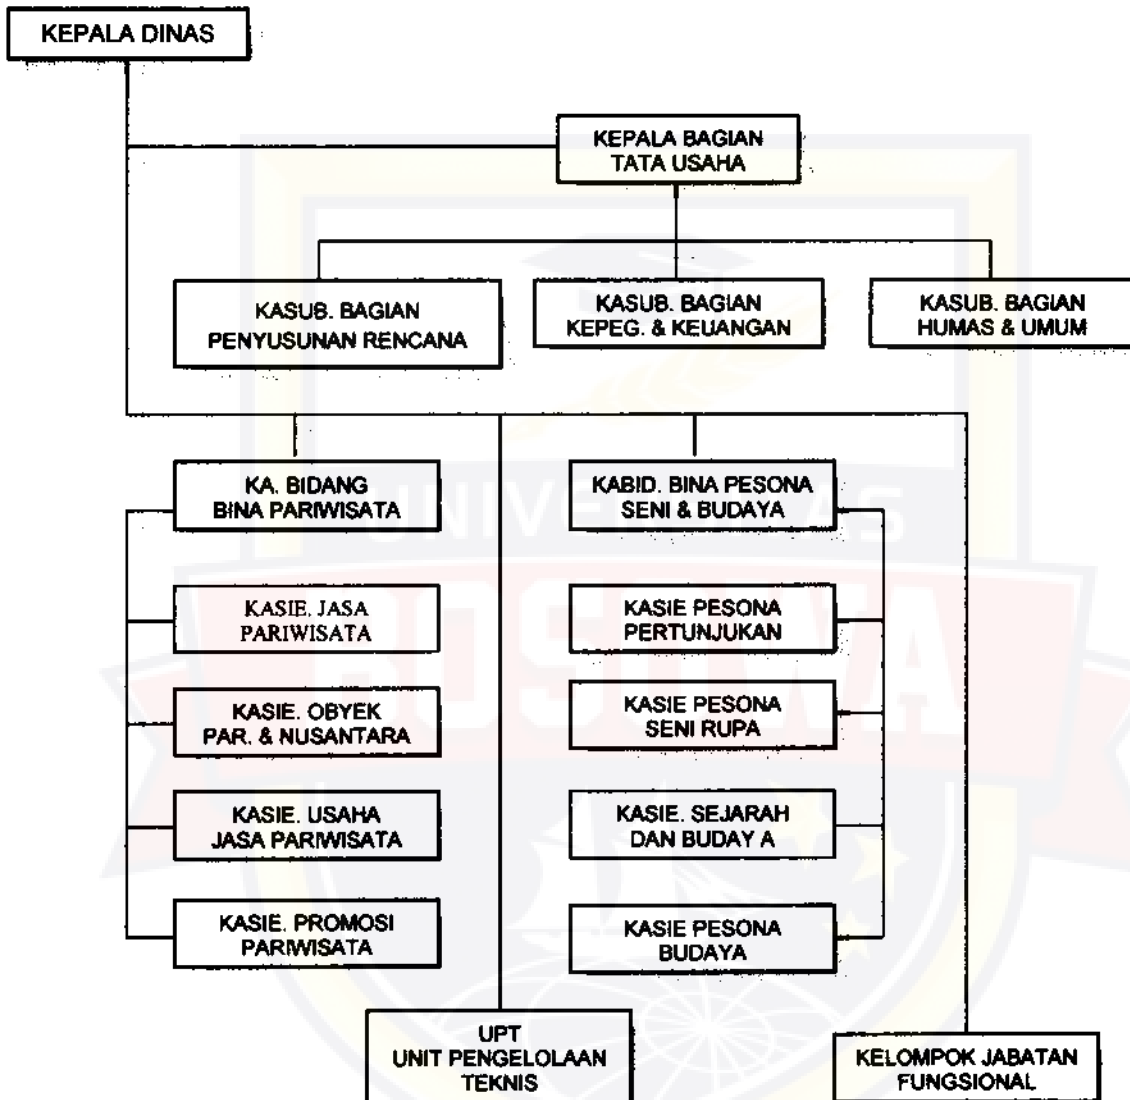 KEPALA DINAS
KEPALA BAGIAN
TATA USAHA
KASUB. BAGIAN
PENYUSUNAN RENCANA
KASUB. BAGIAN
KEPEG. & KEUANGAN
KASUB. BAGIAN
HUMAS & UMUM
KA. BIDANG
BINA PARIWISATA
KABID. BINA PESONA
SENI & BUDAYA
UNIVERSITAS
BOSOWA
KASIE. JASA
PARIWISATA
KASIE PESONA
PERTUNJUKAN
KASIE. OBYEK
PAR. & NUSANTARA
KASIE PESONA
SENI RUPA
KASIE. USAHA
JASA PARIWISATA
KASIE. SEJARAH
DAN BUDAY A
KASIE. PROMOSI
PARIWISATA
KASIE PESONA
BUDAYA
UPT
UNIT PENGELOLAAN
TEKNIS
KELOMPOK JABATAN
FUNGSIONAL